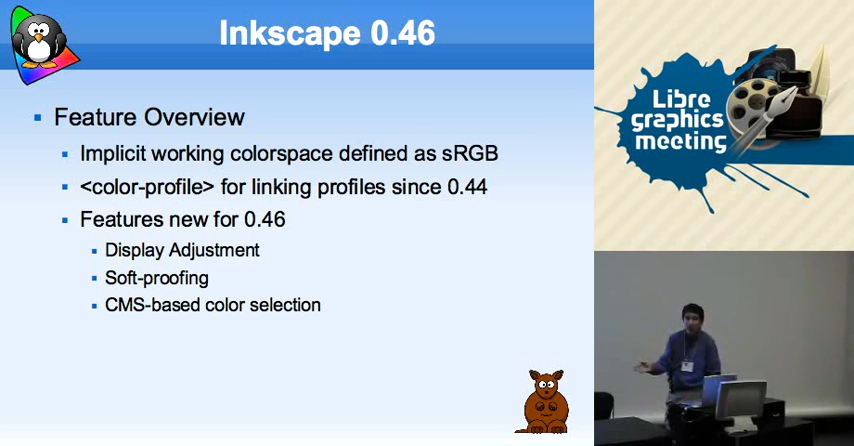 Inkscape 0.46
Feature Overview
Implicit working colorspace defined as sRGB
<color-profile> for linking profiles since 0.44
Features new for 0.46
Display Adjustment
Soft-proofing
CMS-based color selection
Libre
graphics
meeting